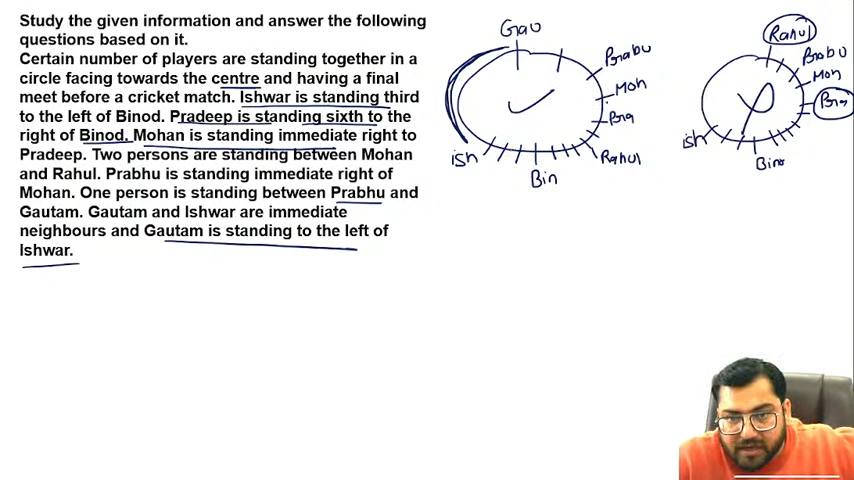 Study the given information and answer the following
questions based on it.
Certain number of players are standing together in a
circle facing towards the centre and having a final
meet before a cricket match. Ishwar is standing third
to the left of Binod. Pradeep is standing sixth to the
right of Binod. Mohan is standing immediate right to
Pradeep. Two persons are standing between Mohan
and Rahul. Prabhu is standing immediate right of
Mohan. One person is standing between Prabhu and
Gautam. Gautam and Ishwar are immediate
neighbours and Gautam is standing to the left of
Ishwar.
Gau
Prabu
Moh
Pra
Rahul
Bin
ish
Rahul
Prabu
Moh
Pra
Bin
ish